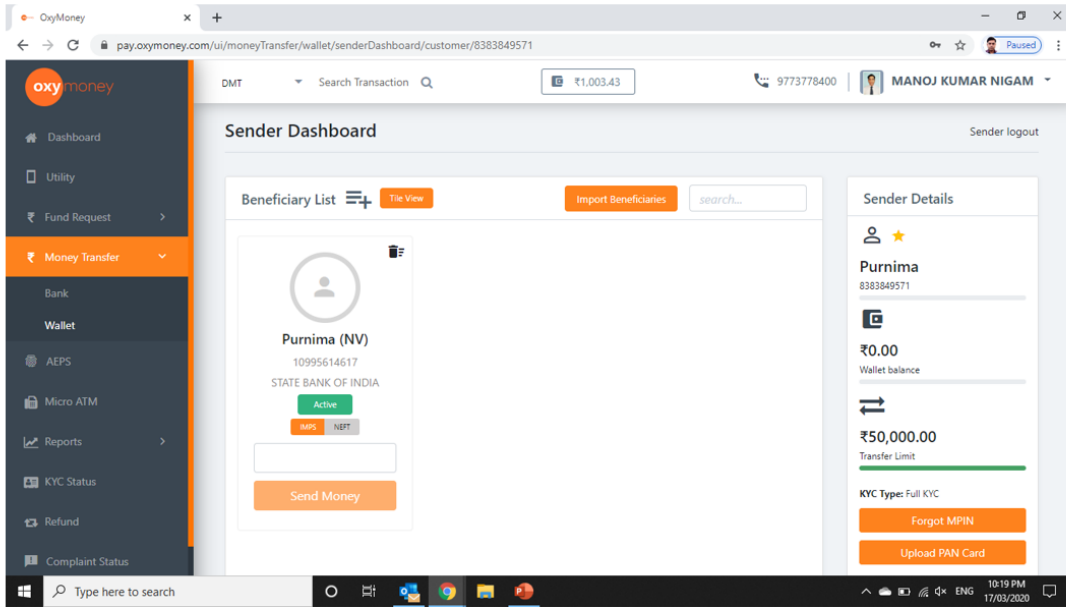 OxyMoney
pay.oxymoney.com/ui/moneyTransfer/wallet/senderDashboard/customer/8383849571
Paused
oxymoney
DMT
Search Transaction
₹1,003.43
9773778400
MANOJ KUMAR NIGAM
Dashboard
Utility
Fund Request
Money Transfer
Bank
Wallet
AEPS
Micro ATM
Reports
KYC Status
Refund
Complaint Status
Sender Dashboard
Sender logout
Beneficiary List
Tile View
Import Beneficiaries
search...
Purnima (NV)
10995614617
STATE BANK OF INDIA
Active
IMPS NEFT
Send Money
Sender Details
Purnima
8383849571
₹0.00
Wallet balance
₹50,000.00
Transfer Limit
KYC Type: Full KYC
Forgot MPIN
Upload PAN Card
Type here to search
ENG
10:19 PM
17/03/2020